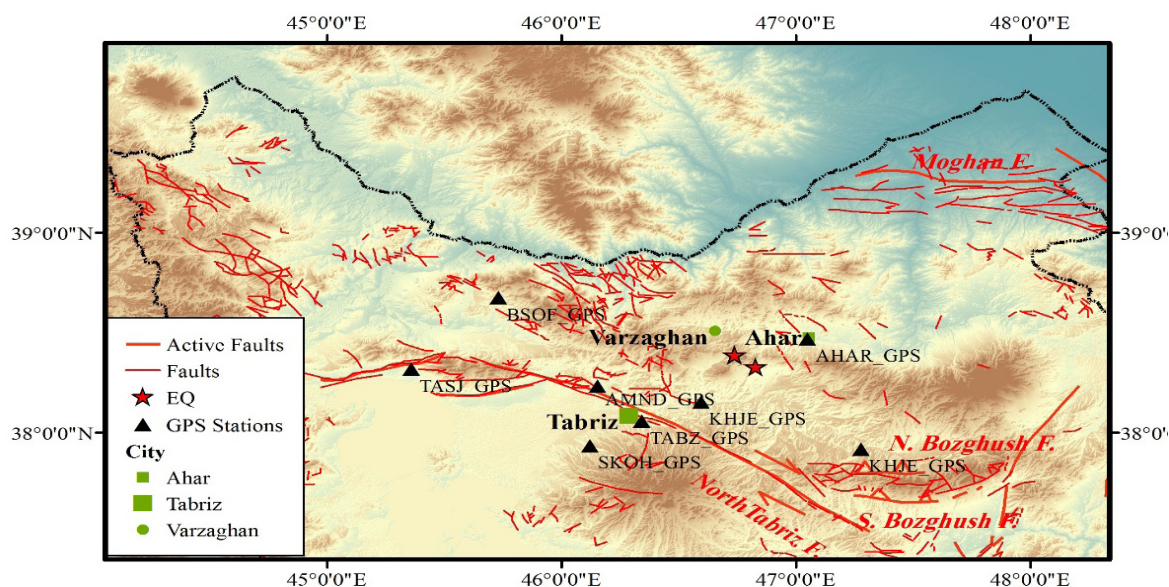 45°0'0"E 46°0'0"E 47°0'0"E 48°0'0"E
Moghan F.
39°0'0"N
39°0'0"N
BSOF_GPS
Varzaghan
Ahar
AHAR_GPS
TASJ_GPS
AMND_GPS
KHJE_GPS
Tabriz
TABZ_GPS
38°0'0"N
38°0'0"N
SKOH_GPS
N. Bozghush F.
KHJE_GPS
NorthTabriz F.
S. Bozghush F.
Active Faults
Faults
EQ
GPS Stations
City
Ahar
Tabriz
Varzaghan
45°0'0"E 46°0'0"E 47°0'0"E 48°0'0"E